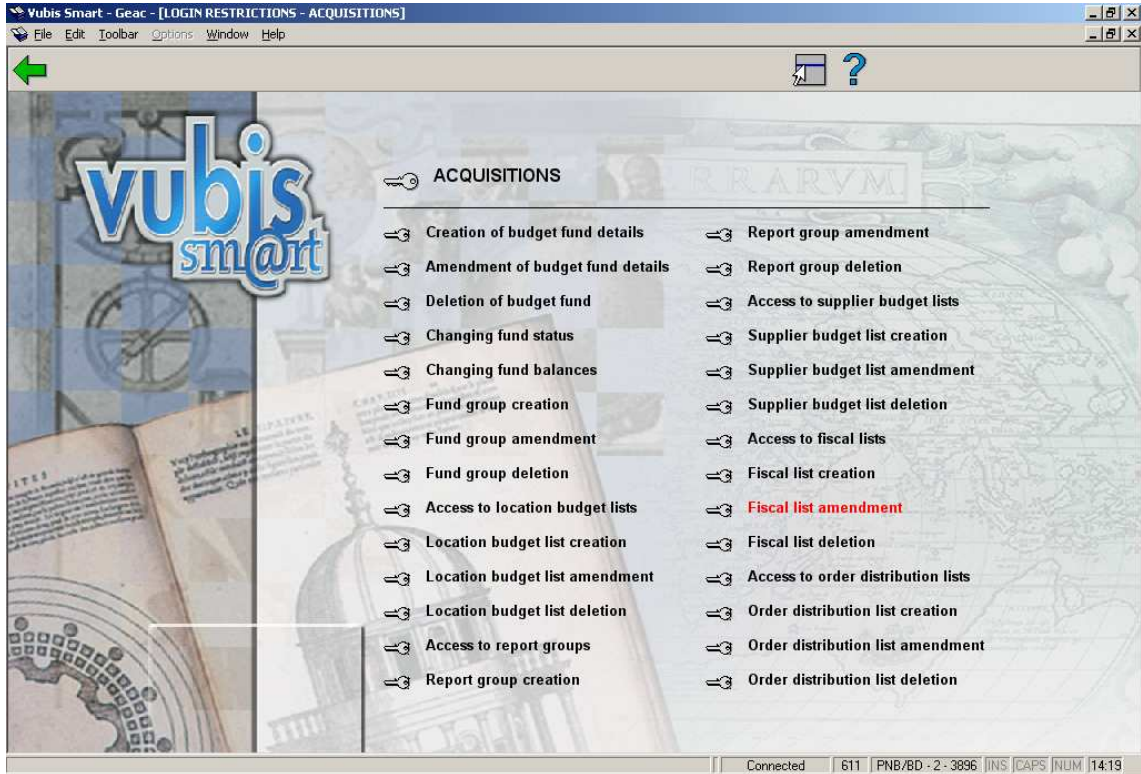 Vubis Smart - Geac - [LOGIN RESTRICTIONS - ACQUISITIONS]
File Edit Toolbar Options Window Help
vubis
sm@rt
RRARVM
ACQUISITIONS
Creation of budget fund details
Amendment of budget fund details
Deletion of budget fund
Changing fund status
Changing fund balances
Fund group creation
Fund group amendment
Fund group deletion
Access to location budget lists
Location budget list creation
Location budget list amendment
Location budget list deletion
Access to report groups
Report group creation
Report group amendment
Report group deletion
Access to supplier budget lists
Supplier budget list creation
Supplier budget list amendment
Supplier budget list deletion
Access to fiscal lists
Fiscal list creation
Fiscal list amendment
Fiscal list deletion
Access to order distribution lists
Order distribution list creation
Order distribution list amendment
Order distribution list deletion
Connected 611 PNB/BD - 2 - 3896 INS CAPS NUM 14:19